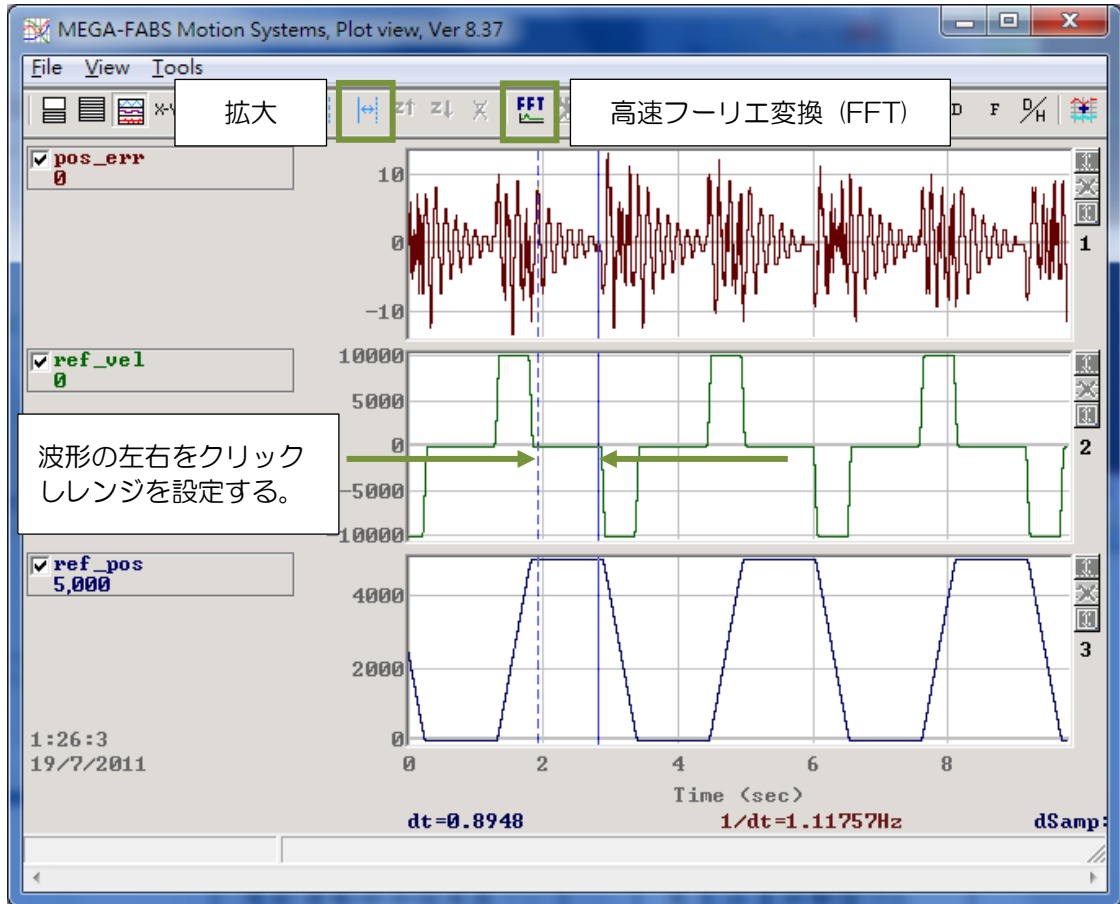 MEGA-FABS Motion Systems, Plot view, Ver 8.37
File View Tools
拡大
z↑ z↓ X FFT
高速フーリエ変換（FFT）
D F D/H
pos_err
0
10
0
-10
1
ref_vel
0
10000
5000
0
-5000
-10000
2
波形の左右をクリック
しレンジを設定する。
ref_pos
5,000
4000
2000
0
3
1:26:3
19/7/2011
0 2 4 6 8
Time (sec)
dt=0.8948 1/dt=1.11757Hz dSamp: